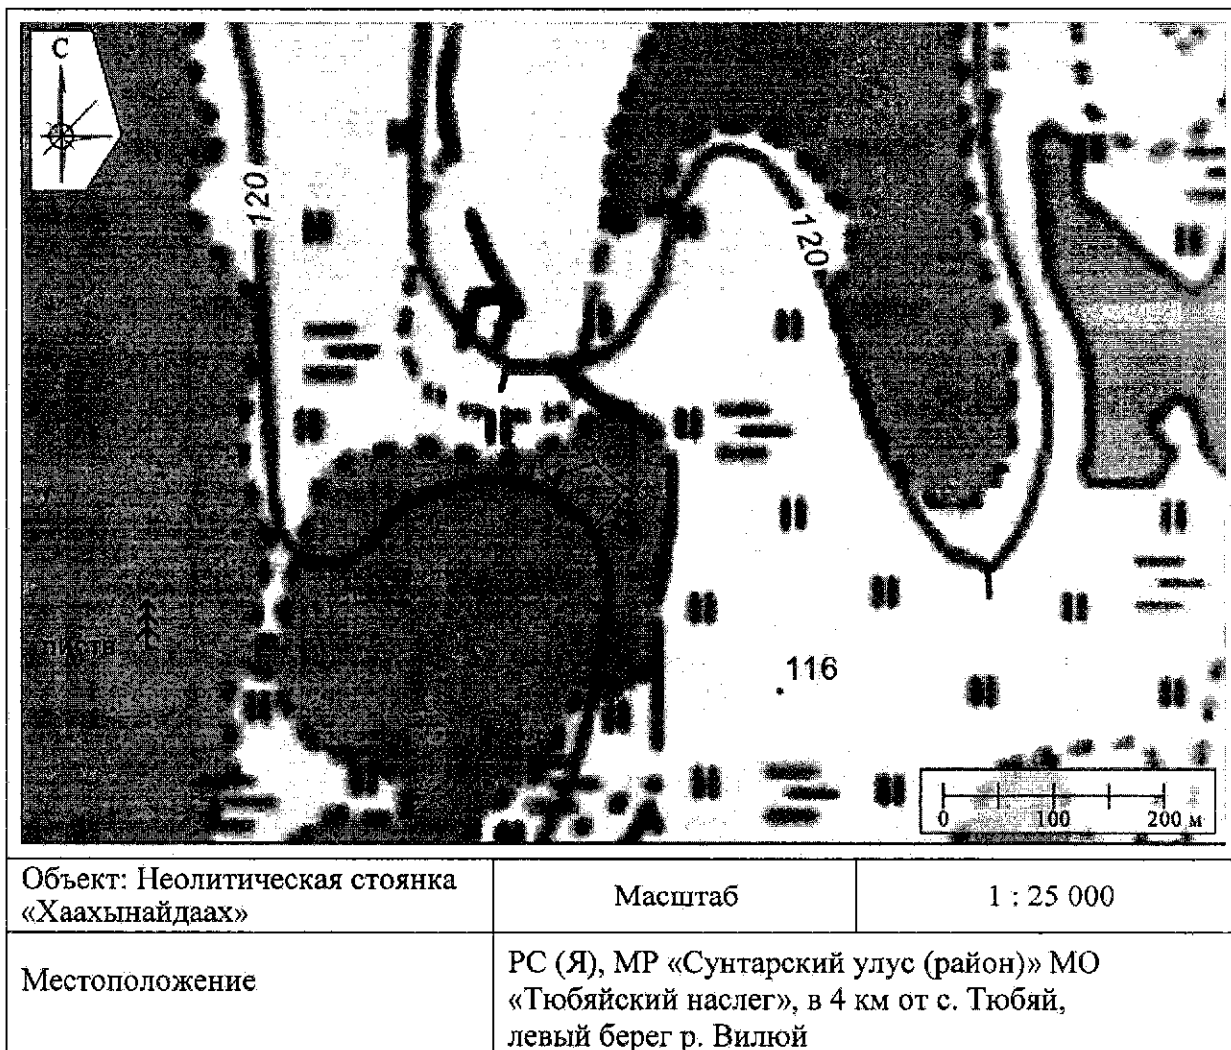 С
120
120
листв
116
0 100 200 м
Объект: Неолитическая стоянка
«Хаахынайдаах»
Масштаб
1 : 25 000
Местоположение
РС (Я), МР «Сунтарский улус (район)» МО
«Тюбяйский наслег», в 4 км от с. Тюбяй,
левый берег р. Вилюй